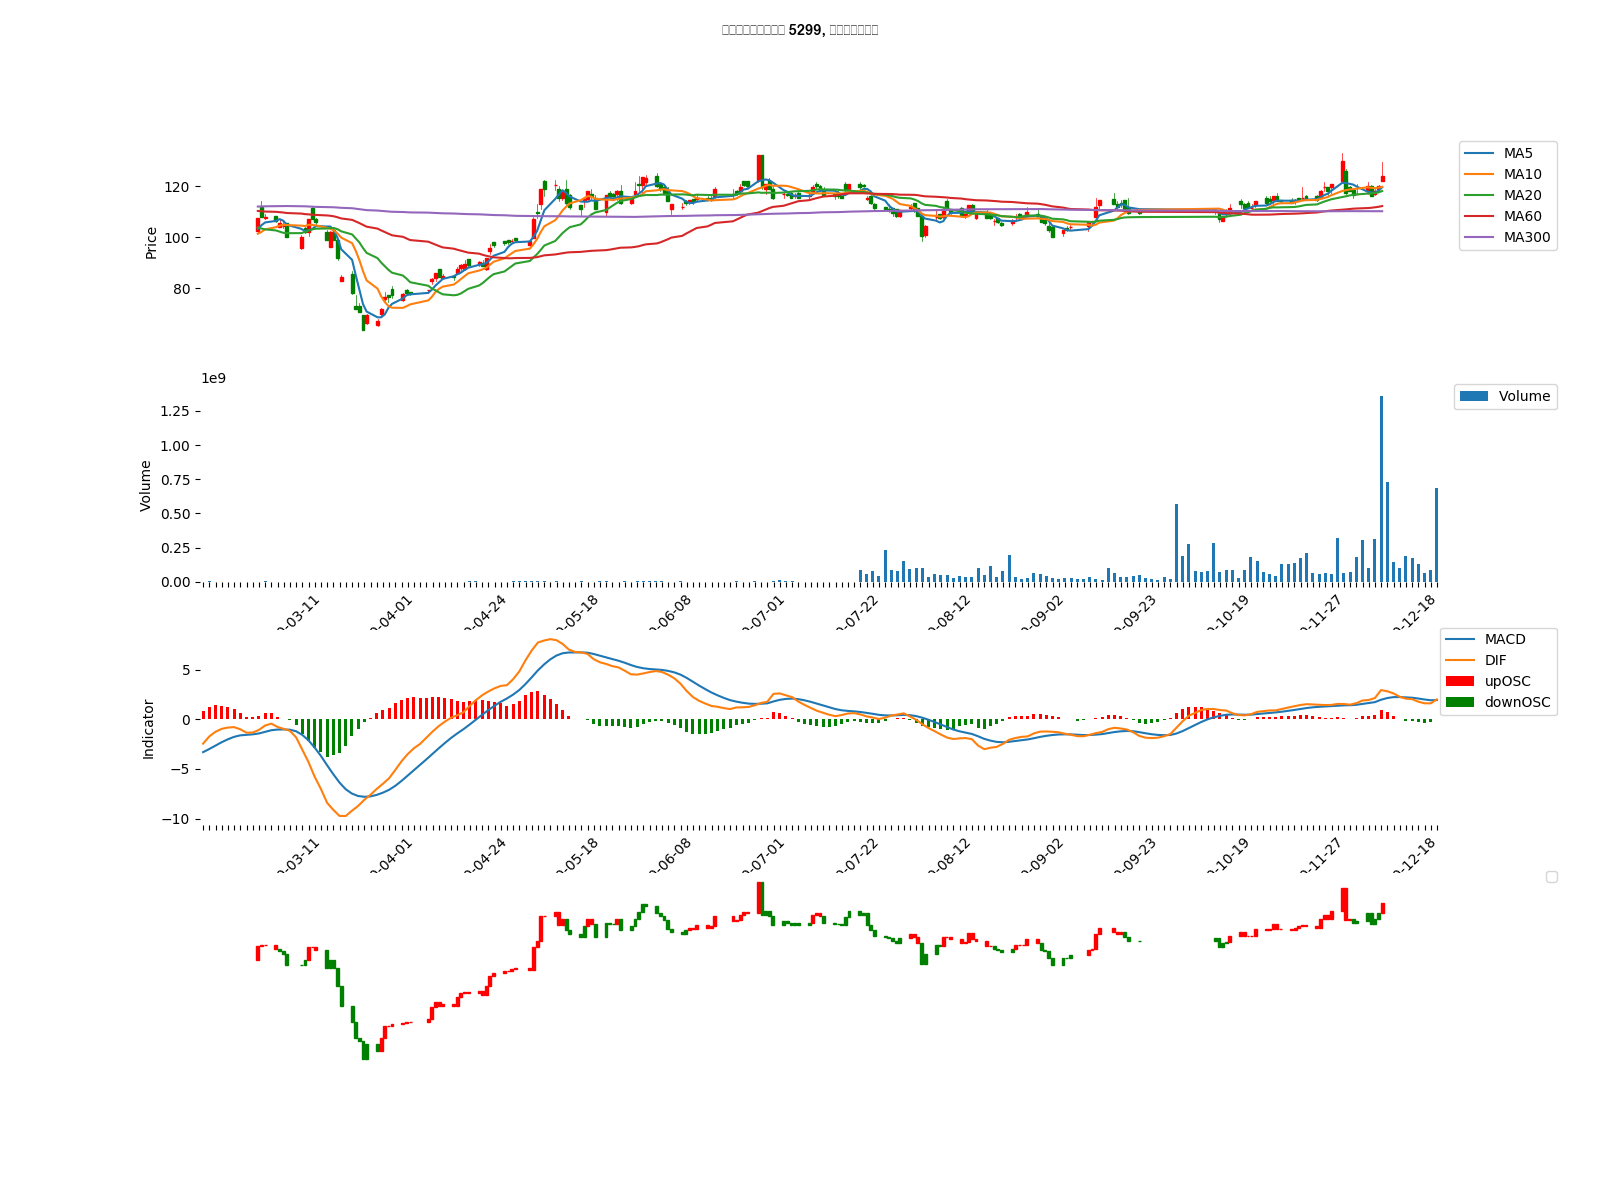 5299,
MA5
MA10
MA20
MA60
MA300
120
100
80
Price
1e9
Volume
1.25
1.00
0.75
0.50
0.25
0.00
Volume
-03-11
-04-01
-04-24
-05-18
-06-08
-07-01
-07-22
-08-12
-09-02
-09-23
-10-19
-11-27
-12-18
MACD
DIF
upOSC
downOSC
5
0
−5
−10
Indicator
-03-11
-04-01
-04-24
-05-18
-06-08
-07-01
-07-22
-08-12
-09-02
-09-23
-10-19
-11-27
-12-18